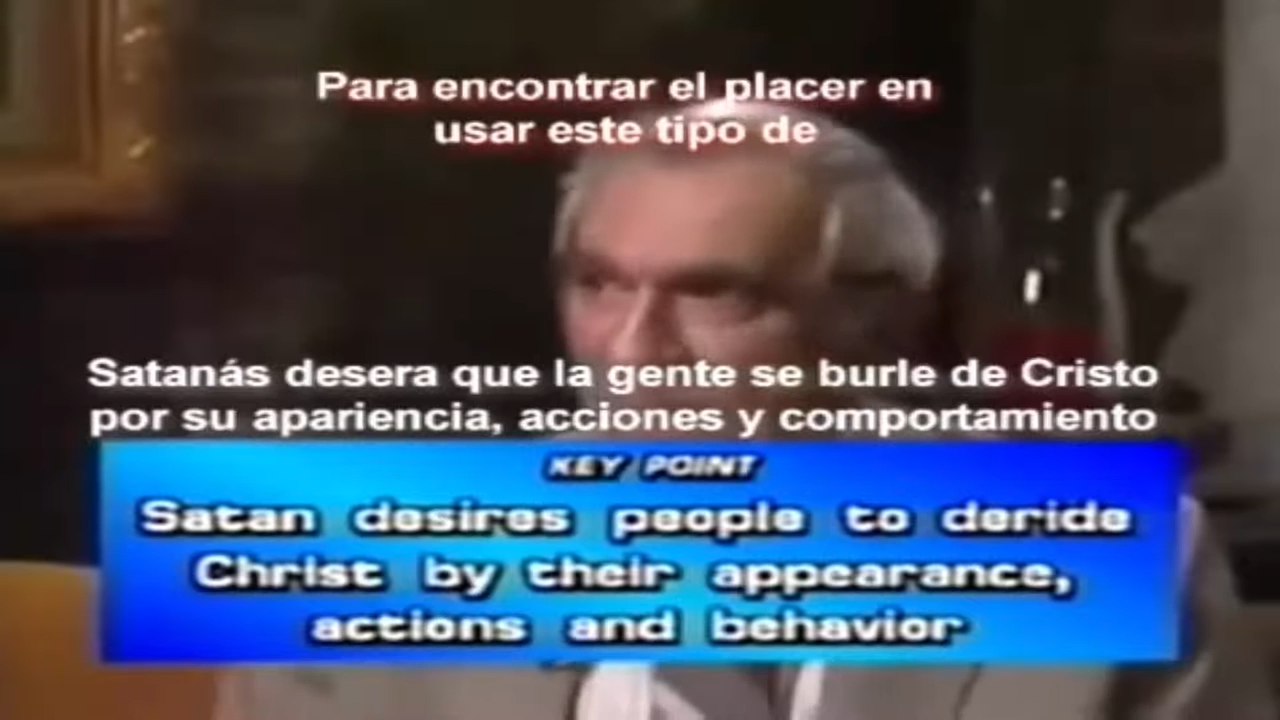 Para encontrar el placer en
usar este tipo de
Satanás desera que la gente se burle de Cristo
por su apariencia, acciones y comportamiento
KEY POINT
Satan desires people to deride
Christ by their appearance,
actions and behavior